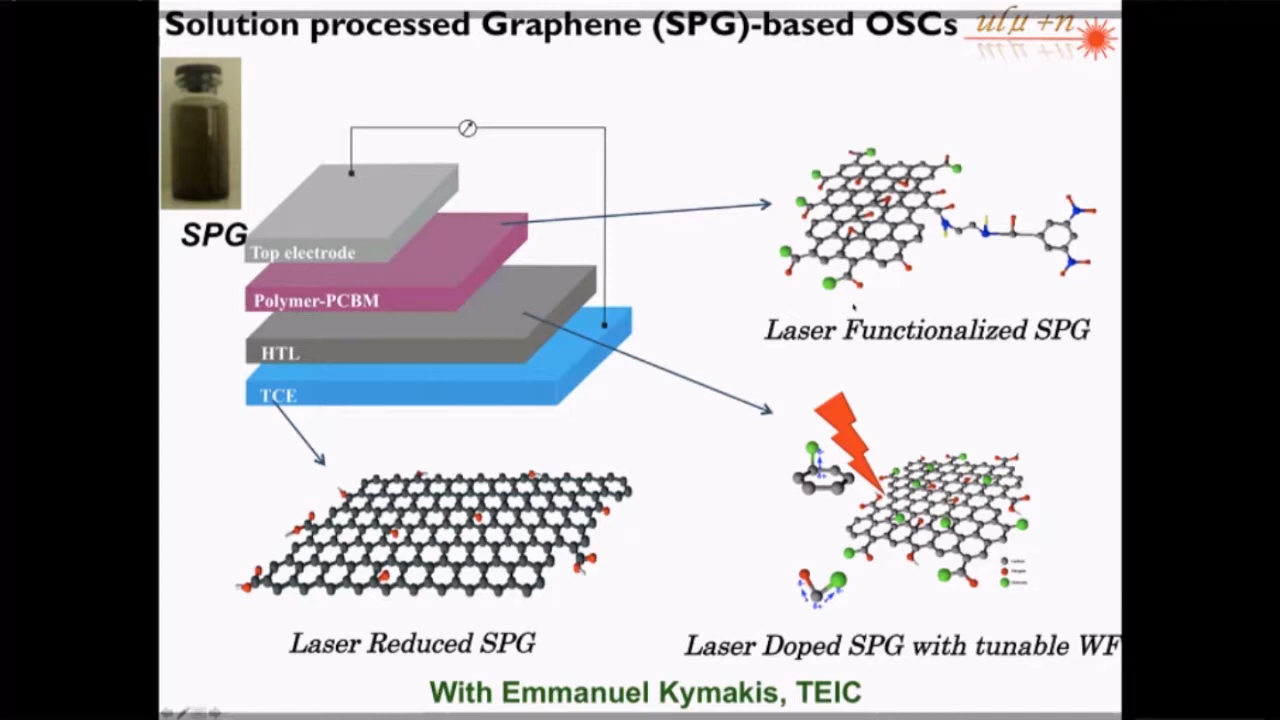 Solution processed Graphene (SPG)-based OSCs
ulμ +n
SPG
Top electrode
Polymer-PCBM
HTL
TCE
Laser Functionalized SPG
Laser Reduced SPG
Laser Doped SPG with tunable WF
With Emmanuel Kymakis, TEIC